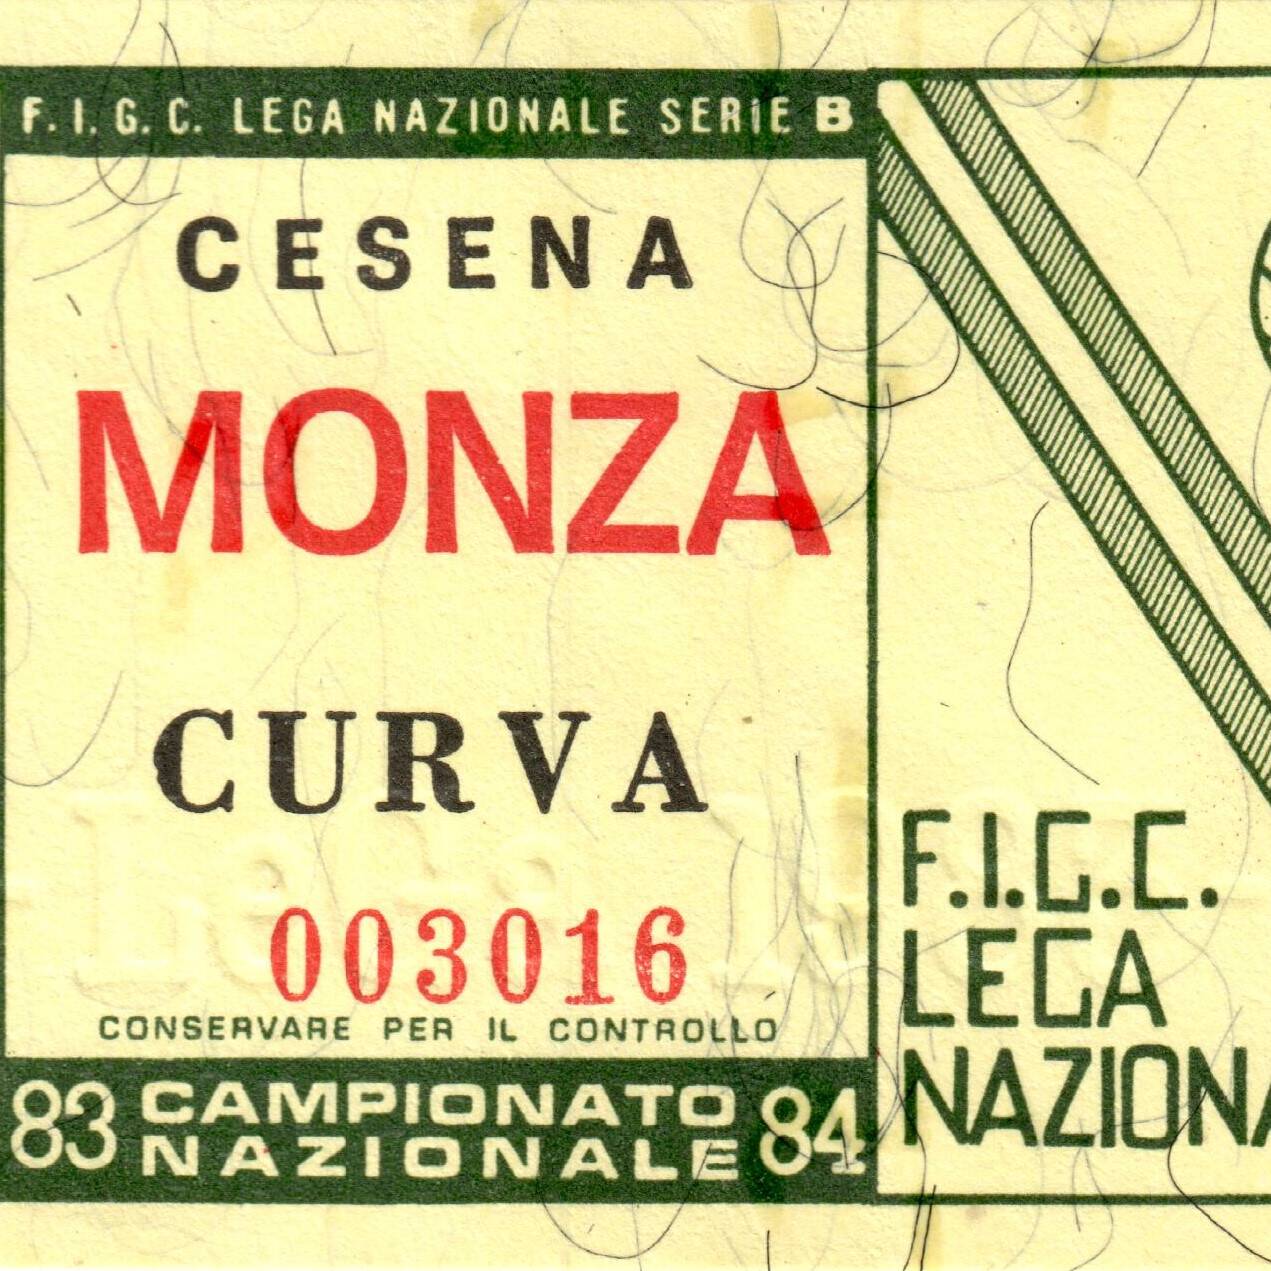 F. I. G. C. LEGA NAZIONALE SERIE B
CESENA
MONZA
CURVA
003016
CONSERVARE PER IL CONTROLLO
83 CAMPIONATO NAZIONALE 84
F.I.G.C.
LEGA
NAZIONA